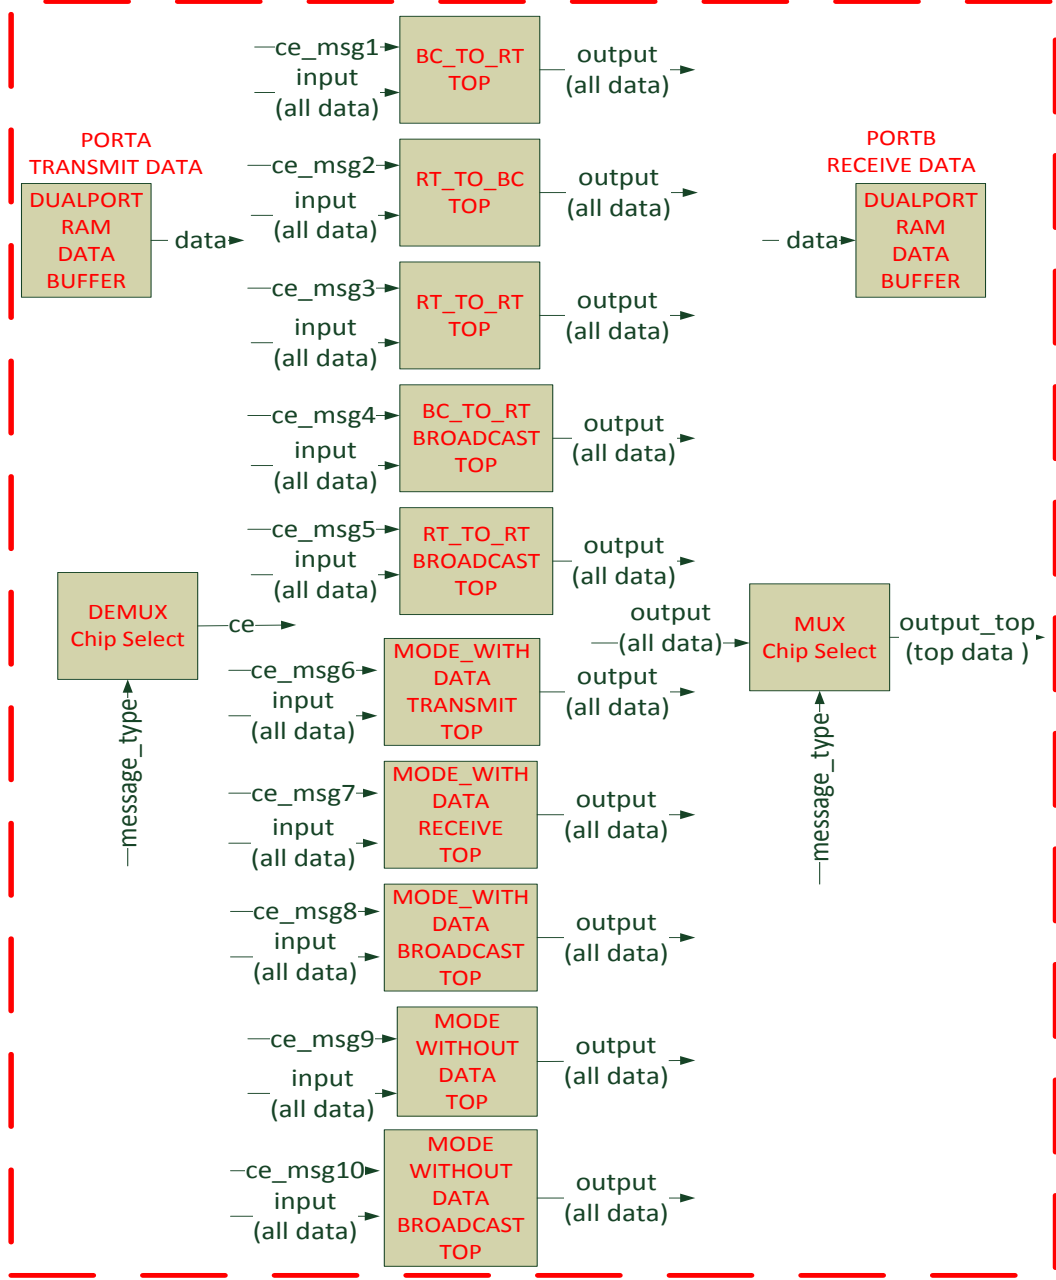 ce_msg1
input
(all data)
BC_TO_RT
TOP
output
(all data)
PORTA
TRANSMIT DATA
DUALPORT
RAM
DATA
BUFFER
data
ce_msg2
input
(all data)
RT_TO_BC
TOP
output
(all data)
PORTB
RECEIVE DATA
data
DUALPORT
RAM
DATA
BUFFER
ce_msg3
input
(all data)
RT_TO_RT
TOP
output
(all data)
ce_msg4
input
(all data)
BC_TO_RT
BROADCAST
TOP
output
(all data)
ce_msg5
input
(all data)
RT_TO_RT
BROADCAST
TOP
output
(all data)
DEMUX
Chip Select
ce
message_type
output
(all data)
MUX
Chip Select
output_top
(top data )
message_type
ce_msg6
input
(all data)
MODE_WITH
DATA
TRANSMIT
TOP
output
(all data)
ce_msg7
input
(all data)
MODE_WITH
DATA
RECEIVE
TOP
output
(all data)
ce_msg8
input
(all data)
MODE_WITH
DATA
BROADCAST
TOP
output
(all data)
ce_msg9
input
(all data)
MODE
WITHOUT
DATA
TOP
output
(all data)
ce_msg10
input
(all data)
MODE
WITHOUT
DATA
BROADCAST
TOP
output
(all data)